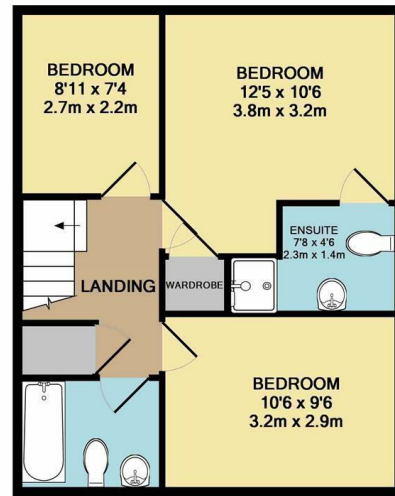 BEDROOM
8'11 x 7'4
2.7m x 2.2m
BEDROOM
12'5 x 10'6
3.8m x 3.2m
ENSUITE
7'8 x 4'6
2.3m x 1.4m
LANDING
WARDROBE
BEDROOM
10'6 x 9'6
3.2m x 2.9m